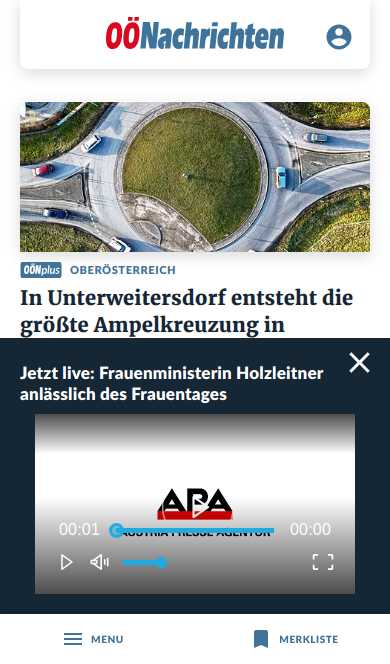 OÖNachrichten
OÖNplus OBERÖSTERREICH
In Unterweitersdorf entsteht die
größte Ampelkreuzung in
Jetzt live: Frauenministerin Holzleitner
anlässlich des Frauentages
APA
AUSTRIA PRESSE AGENTUR
00:01 00:00
MENU MERKLISTE